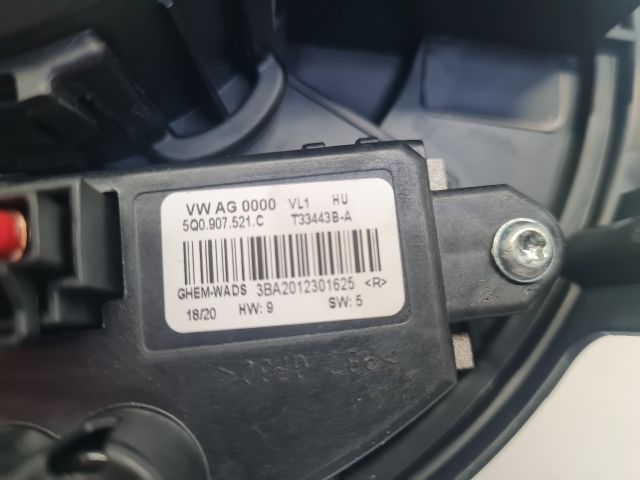 VW AG 0000 VL1 HU
5Q0.907.521.C T33443B-A
GHEM-WADS 3BA2012301625 <R>
18/20 HW: 9 SW: 5